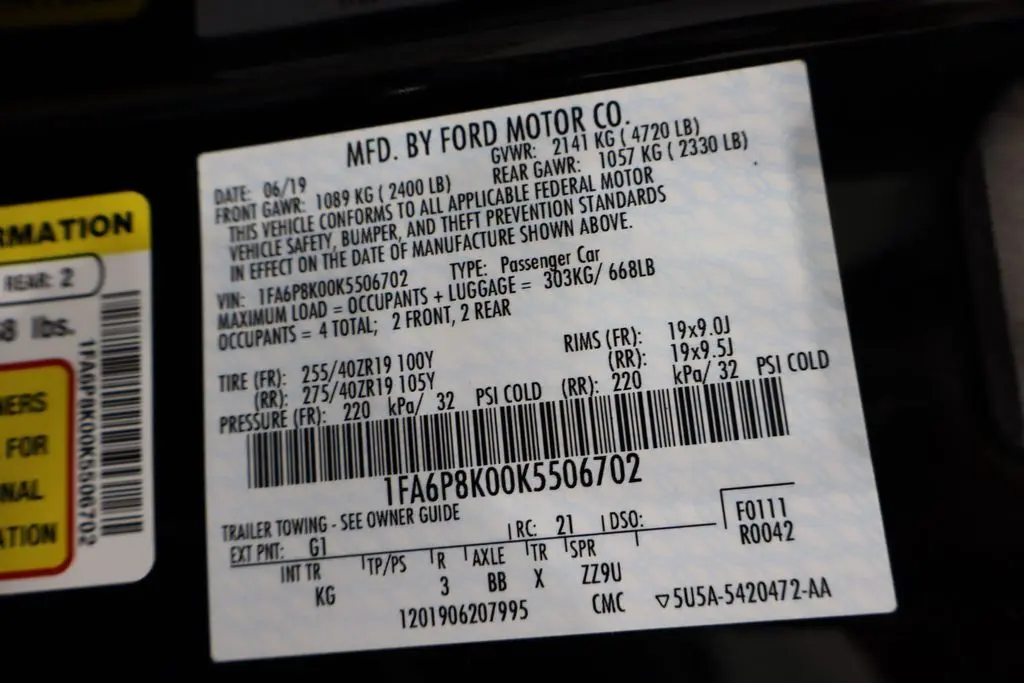 MFD. BY FORD MOTOR CO.
DATE: 06/19 GVWR: 2141 KG ( 4720 LB)
FRONT GAWR: 1089 KG ( 2400 LB) REAR GAWR: 1057 KG ( 2330 LB)
THIS VEHICLE CONFORMS TO ALL APPLICABLE FEDERAL MOTOR
VEHICLE SAFETY, BUMPER, AND THEFT PREVENTION STANDARDS
IN EFFECT ON THE DATE OF MANUFACTURE SHOWN ABOVE.
VIN: 1FA6P8K00K5506702 TYPE: Passenger Car
MAXIMUM LOAD = OCCUPANTS + LUGGAGE = 303KG/ 668LB
OCCUPANTS = 4 TOTAL; 2 FRONT, 2 REAR
TIRE (FR): 255/40ZR19 100Y RIMS (FR): 19x9.0J
(RR): 275/40ZR19 105Y (RR): 19x9.5J
PRESSURE (FR): 220 kPa/ 32 PSI COLD (RR): 220 kPa/ 32 PSI COLD
1FA6P8K00K5506702
TRAILER TOWING - SEE OWNER GUIDE
EXT PNT: G1 RC: 21 DSO: F0111
R0042
INT TR TP/PS R AXLE TR SPR
KG 3 BB X ZZ9U
1201906207995 CMC ▽5U5A-5420472-AA
RMATION
REAR: 2
8 lbs.
1FA6P8K00K5506702
NERS
FOR
NAL
ATION